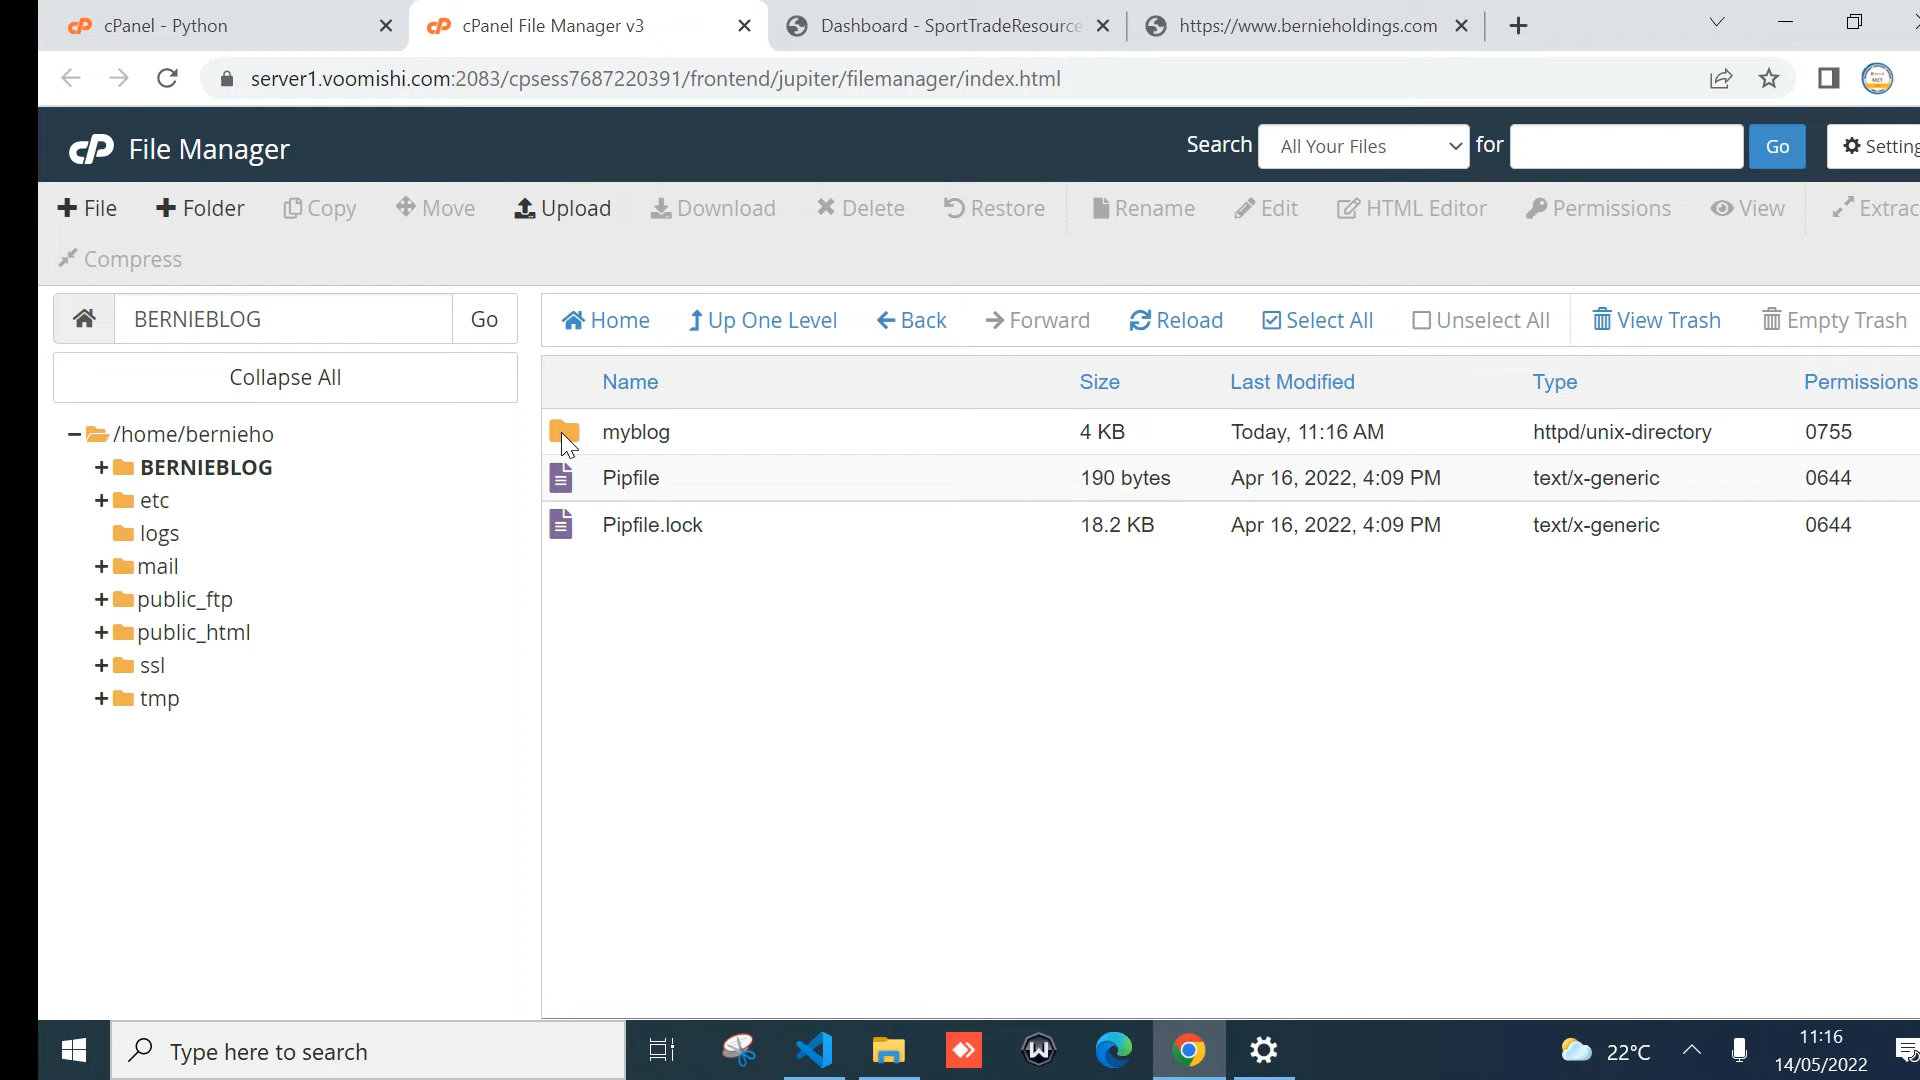 cPanel - Python
cPanel File Manager v3
Dashboard - SportTradeResource
https://www.bernieholdings.com
server1.voomishi.com:2083/cpsess7687220391/frontend/jupiter/filemanager/index.html
cP File Manager
Search All Your Files for Go Setting
File Folder Copy Move Upload Download Delete Restore Rename Edit HTML Editor Permissions View Extrac
Compress
BERNIEBLOG Go
Home Up One Level Back Forward Reload Select All Unselect All View Trash Empty Trash
Collapse All
/home/bernieho
BERNIEBLOG
etc
logs
mail
public_ftp
public_html
ssl
tmp
Name Size Last Modified Type Permissions
myblog 4 KB Today, 11:16 AM httpd/unix-directory 0755
Pipfile 190 bytes Apr 16, 2022, 4:09 PM text/x-generic 0644
Pipfile.lock 18.2 KB Apr 16, 2022, 4:09 PM text/x-generic 0644
Type here to search
22°C
11:16
14/05/2022